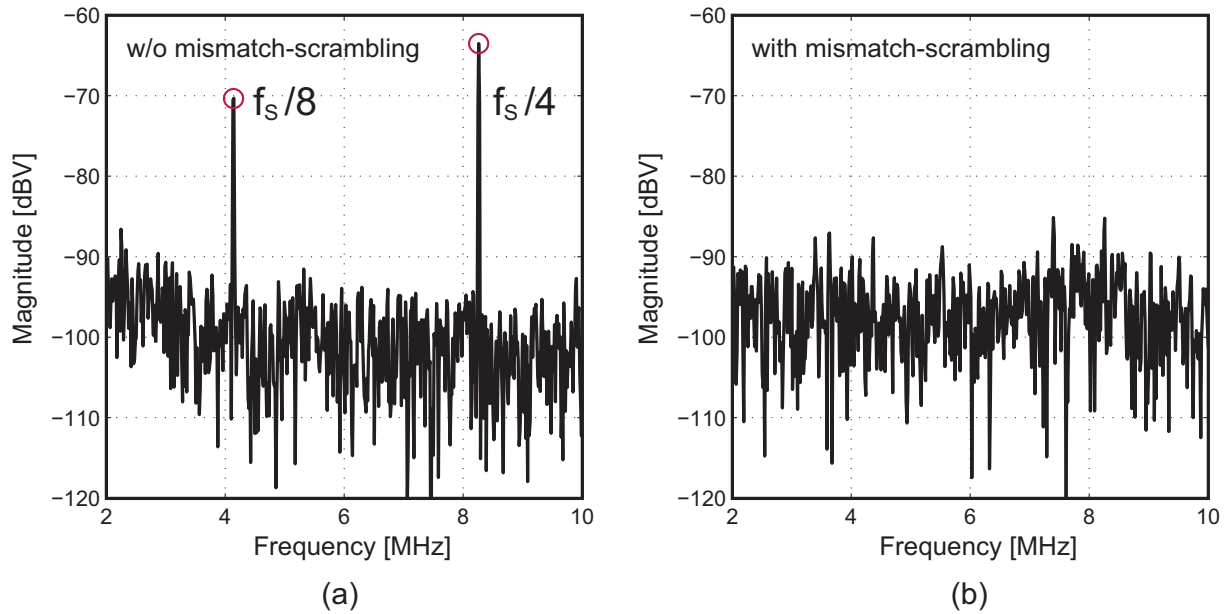 w/o mismatch-scrambling
fS/8
fS/4
−60
−70
−80
−90
−100
−110
−120
Magnitude [dBV]
2
4
6
8
10
Frequency [MHz]
(a)
with mismatch-scrambling
−60
−70
−80
−90
−100
−110
−120
Magnitude [dBV]
2
4
6
8
10
Frequency [MHz]
(b)